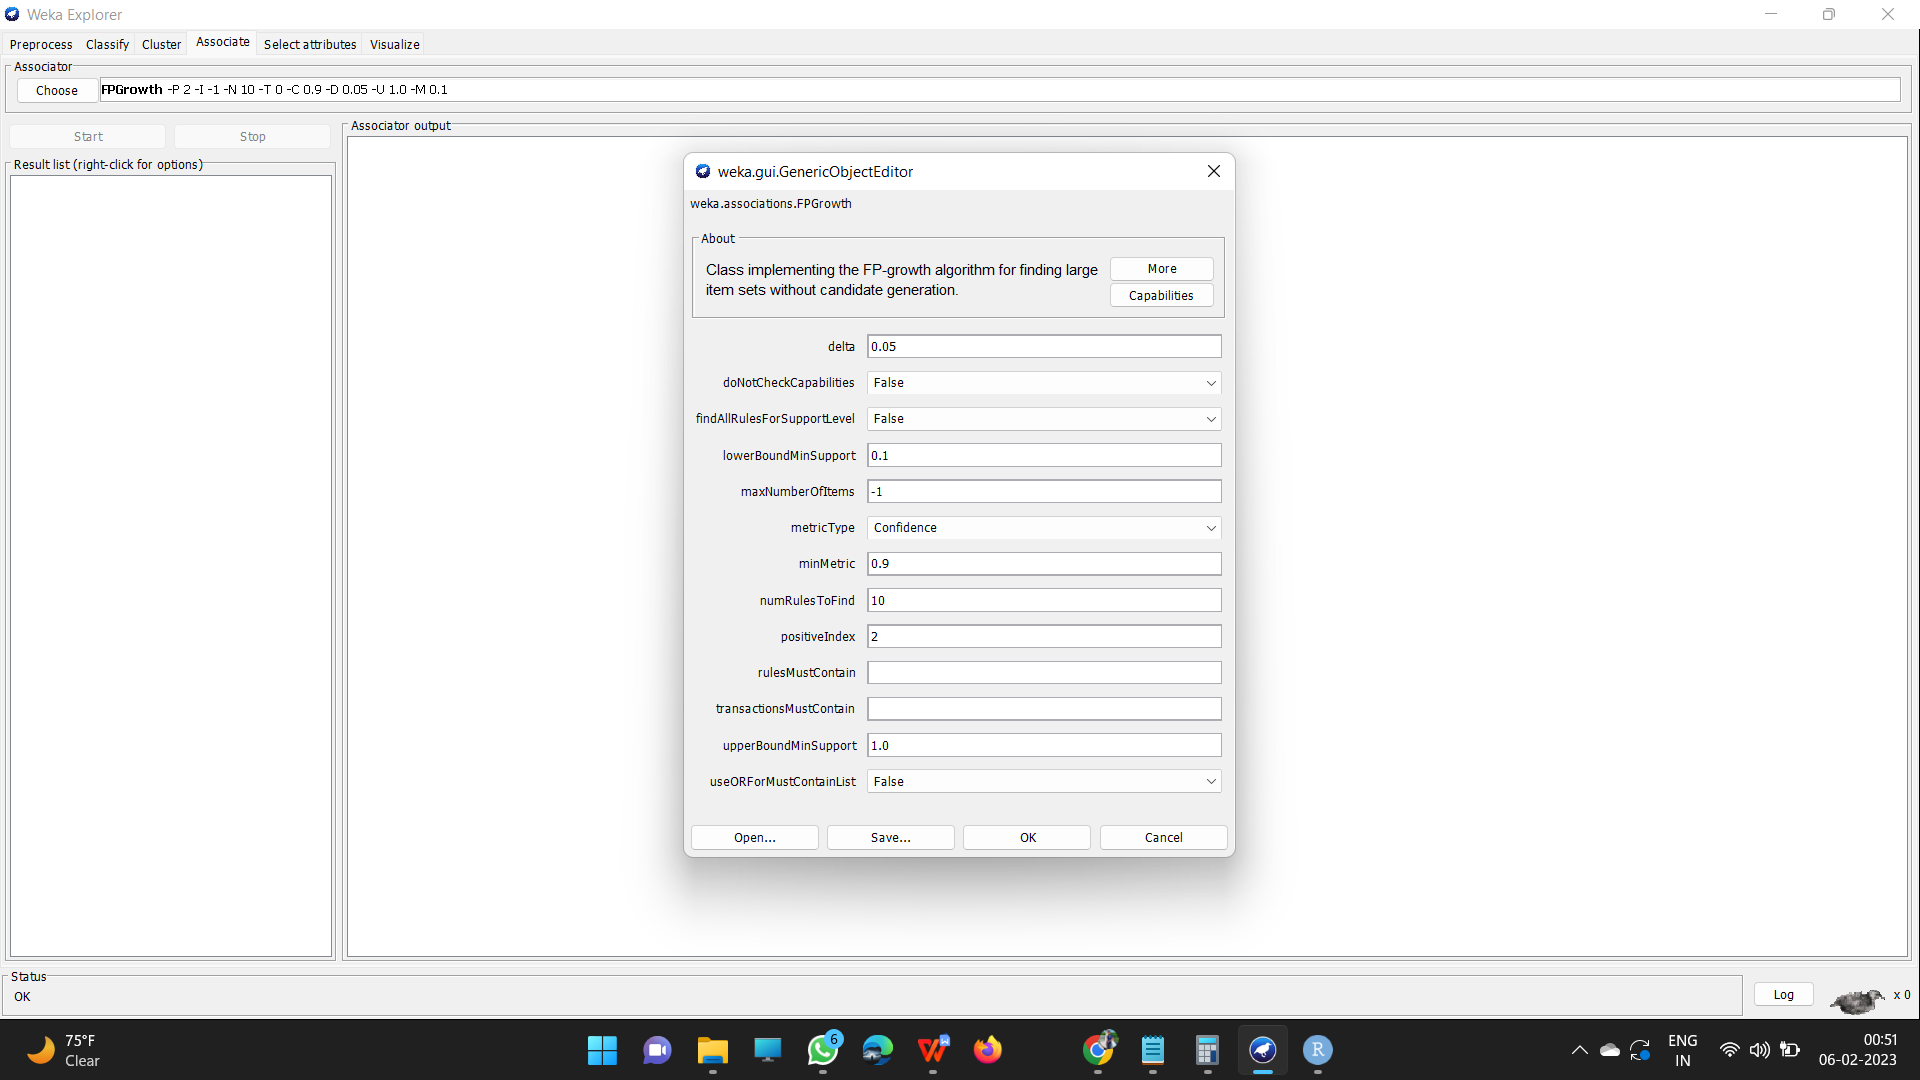 Weka Explorer
Preprocess Classify Cluster Associate Select attributes Visualize
Associator
Choose FPGrowth -P 2 -I -1 -N 10 -T 0 -C 0.9 -D 0.05 -U 1.0 -M 0.1
Start Stop
Associator output
Result list (right-click for options)
weka.gui.GenericObjectEditor
weka.associations.FPGrowth
About
Class implementing the FP-growth algorithm for finding large
item sets without candidate generation.
More
Capabilities
delta 0.05
doNotCheckCapabilities False
findAllRulesForSupportLevel False
lowerBoundMinSupport 0.1
maxNumberOfItems -1
metricType Confidence
minMetric 0.9
numRulesToFind 10
positiveIndex 2
rulesMustContain
transactionsMustContain
upperBoundMinSupport 1.0
useORForMustContainList False
Open... Save... OK Cancel
Status
OK
Log
x 0
75°F
Clear
6
W
R
ENG
IN
00:51
06-02-2023